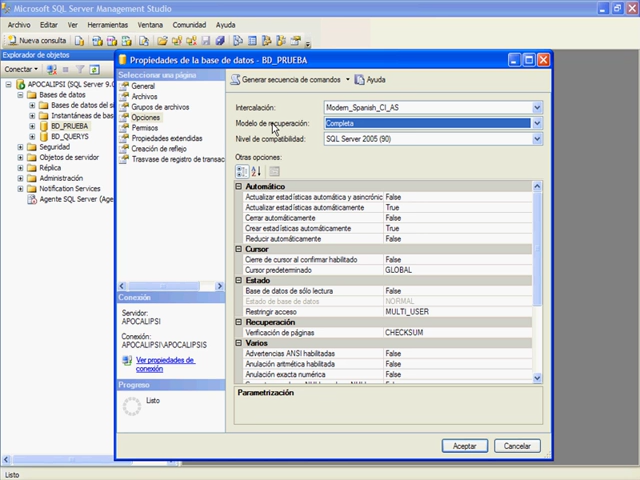 Microsoft SQL Server Management Studio
Archivo Editar Ver Herramientas Ventana Comunidad Ayuda
Nueva consulta
Explorador de objetos
Conectar
APOCALIPSI (SQL Server 9.0
Bases de datos
Bases de datos del si
Instantáneas de bas
BD_PRUEBA
BD_QUERYS
Seguridad
Objetos de servidor
Réplica
Administración
Notification Services
Agente SQL Server (Age
Propiedades de la base de datos - BD_PRUEBA
Seleccionar una página
General
Archivos
Grupos de archivos
Opciones
Permisos
Propiedades extendidas
Creación de reflejo
Trasvase de registro de transac
Conexión
Servidor:
APOCALIPSI
Conexión:
APOCALIPSI\APOCALIPSIS
Ver propiedades de
conexión
Progreso
Listo
Generar secuencia de comandos Ayuda
Intercalación: Modern_Spanish_CI_AS
Modelo de recuperación: Completa
Nivel de compatibilidad: SQL Server 2005 (90)
Otras opciones:
Automático
Actualizar estadísticas automática y asincrónic False
Actualizar estadísticas automáticamente True
Cerrar automáticamente False
Crear estadísticas automáticamente True
Reducir automáticamente False
Cursor
Cierre de cursor al confirmar habilitado False
Cursor predeterminado GLOBAL
Estado
Base de datos de sólo lectura False
Estado de base de datos NORMAL
Restringir acceso MULTI_USER
Recuperación
Verificación de páginas CHECKSUM
Varios
Advertencias ANSI habilitadas False
Anulación aritmética habilitada False
Anulación exacta numérica False
Parametrización
Aceptar Cancelar
Listo